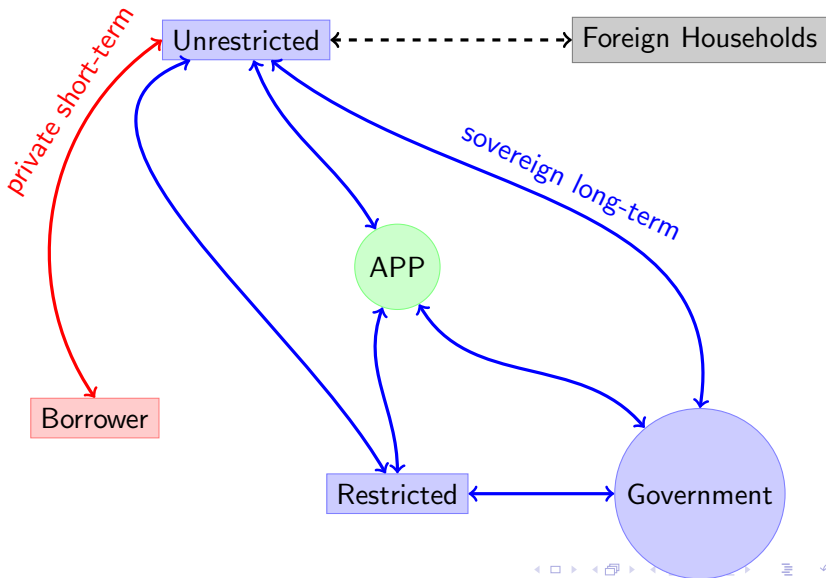 Unrestricted
Foreign Households
private short-term
sovereign long-term
APP
Borrower
Restricted
Government